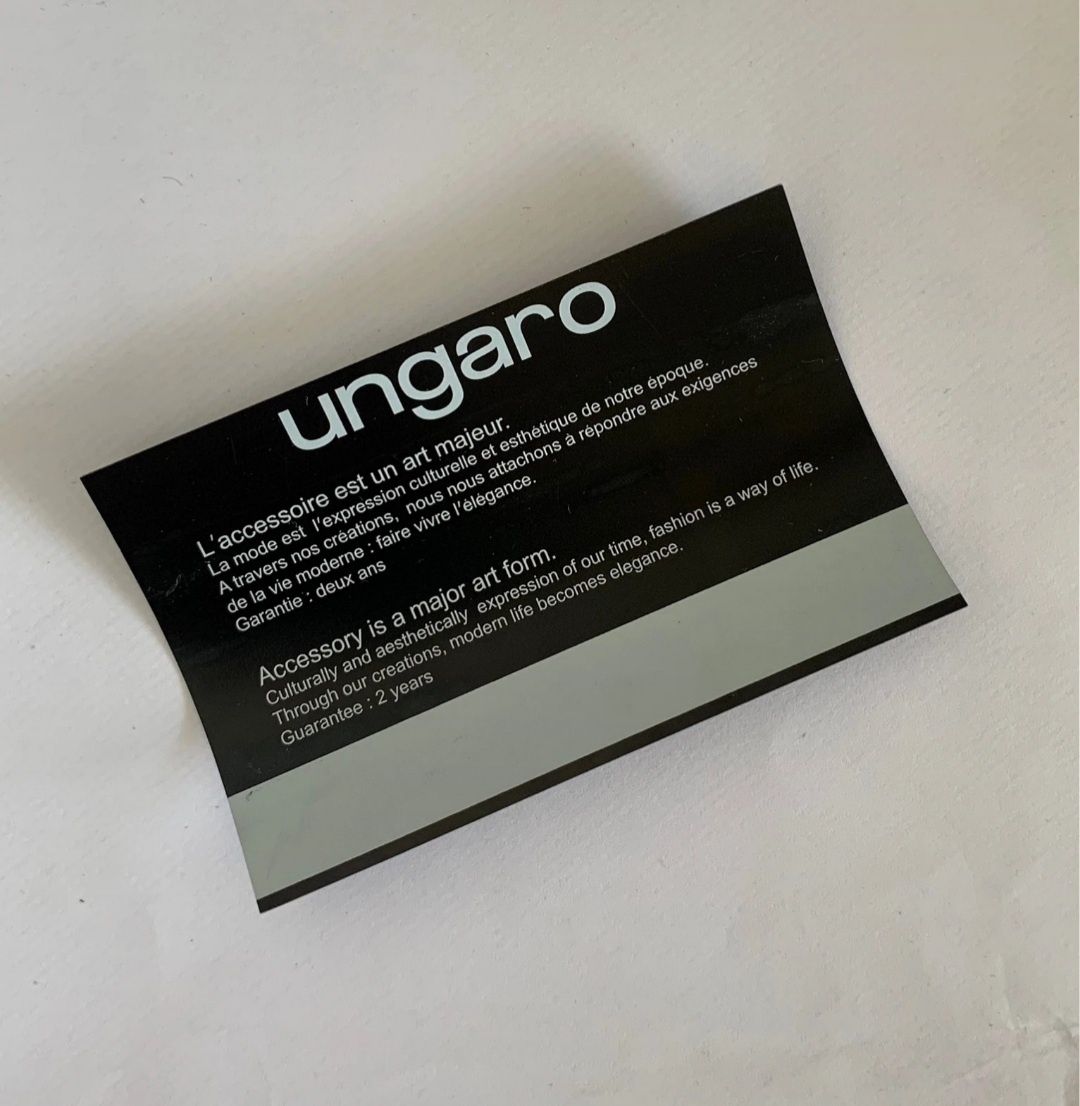 ungaro
L'accessoire est un art majeur.
La mode est l'expression culturelle et esthétique de notre époque.
A travers nos créations, nous nous attachons à répondre aux exigences
de la vie moderne : faire vivre l'élégance.
Garantie : deux ans
Accessory is a major art form.
Culturally and aesthetically expression of our time, fashion is a way of life.
Through our creations, modern life becomes elegance.
Guarantee : 2 years